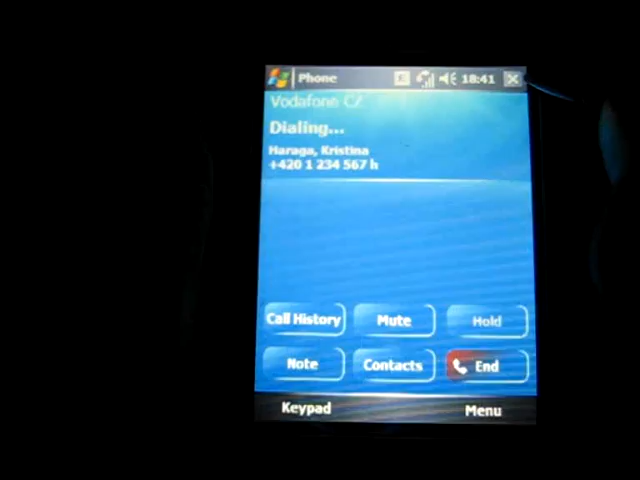 Phone E 18:41
Vodafone CZ
Dialing...
Haraga, Kristina
+420 1 234 567 h
Call History Mute Hold
Note Contacts End
Keypad Menu